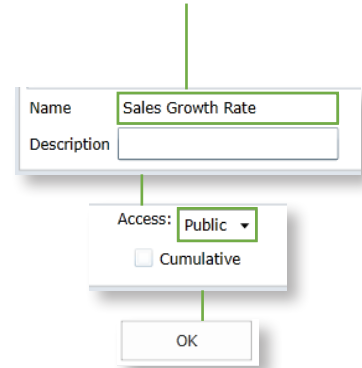 Name Sales Growth Rate
Description
Access: Public
Cumulative
OK